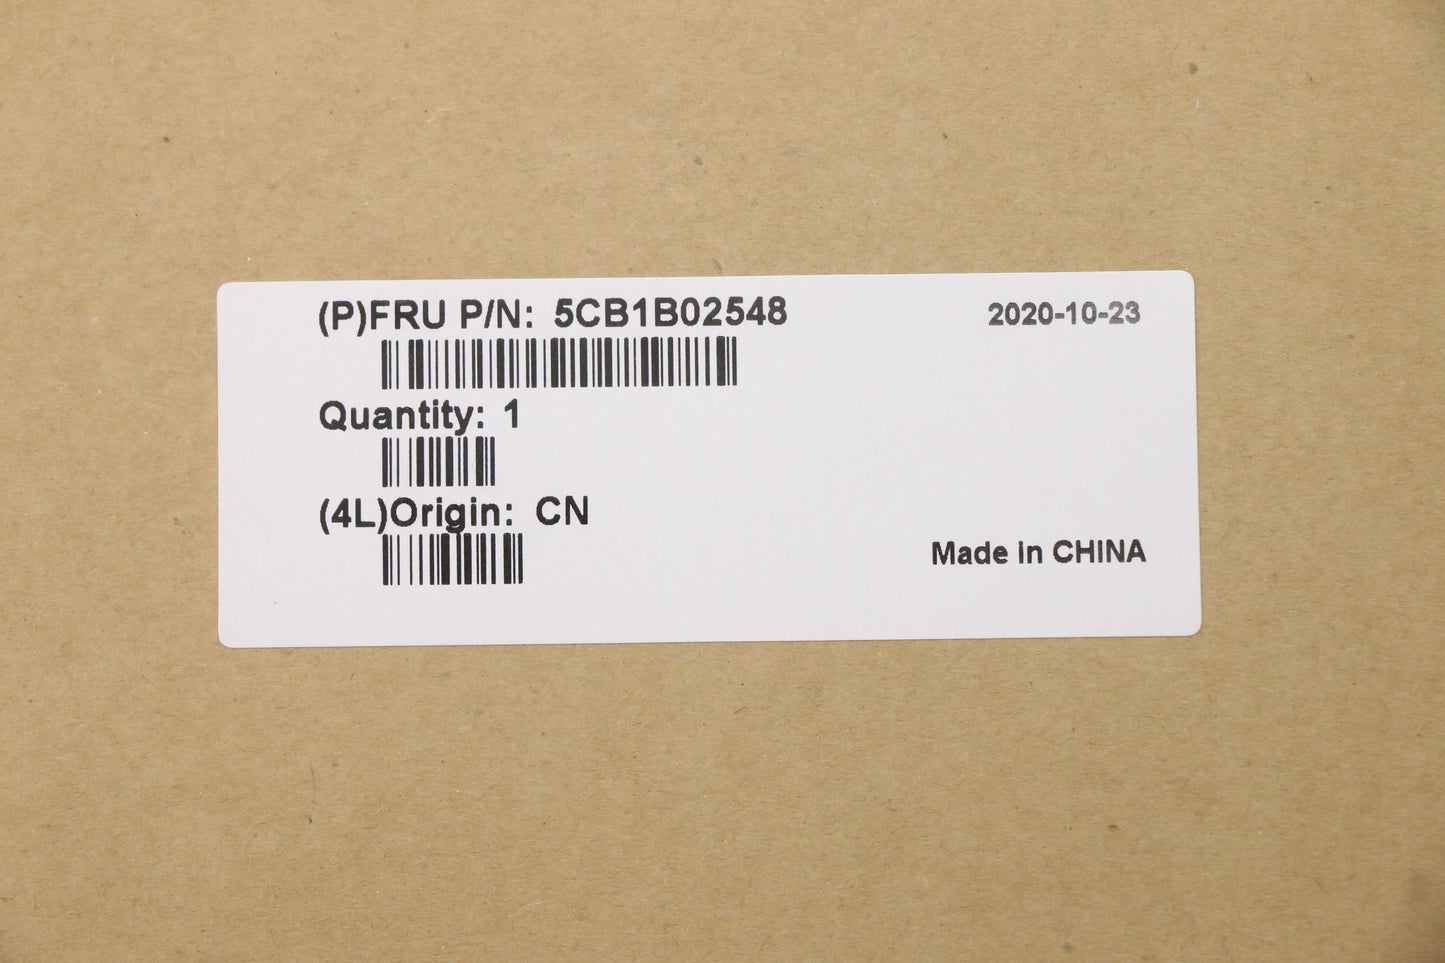 (P)FRU P/N: 5CB1B02548
2020-10-23
Quantity: 1
(4L)Origin: CN
Made in CHINA